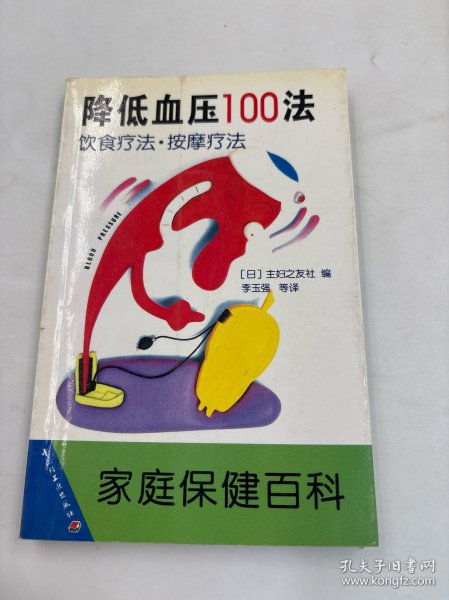 降低血压100法
饮食疗法·按摩疗法
BLOOD PRESSURE
[日]主妇之友社 编
李玉强 等译
家庭保健百科
孔夫子旧书网
www.kongfz.com